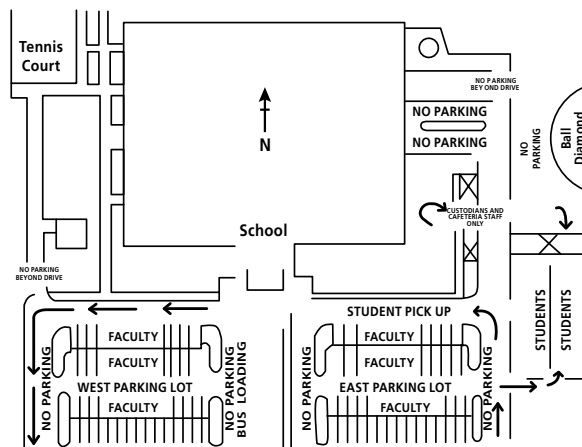 Tennis
Court
NO PARKING
BEY OND DRIVE
NO PARKING
NO PARKING
NO
PARKING
Ball
Diamond
N
School
CUSTODIANS AND
CAFETERIA STAFF
ONLY
NO PARKING
BEYOND DRIVE
STUDENT PICK UP
STUDENTS
STUDENTS
NO PARKING
FACULTY
FACULTY
WEST PARKING LOT
FACULTY
NO PARKING
BUS LOADING
NO PARKING
FACULTY
FACULTY
EAST PARKING LOT
FACULTY
NO PARKING